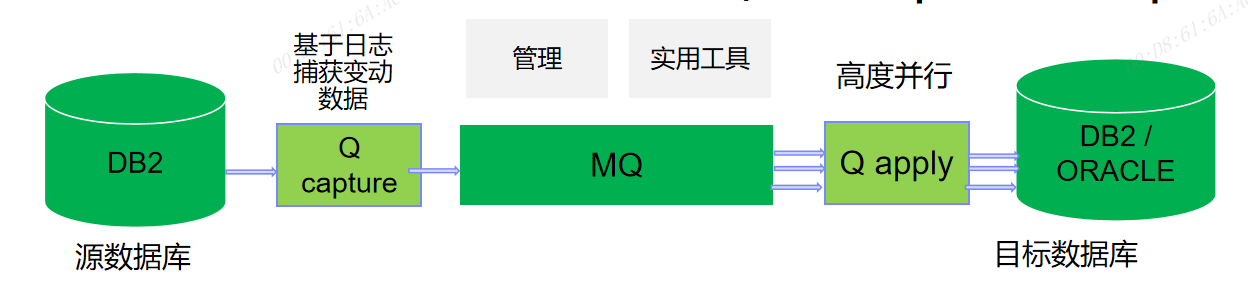 基于日志
捕获变动
数据
管理
实用工具
高度并行
DB2
Q
capture
MQ
Q apply
DB2 /
ORACLE
源数据库
目标数据库